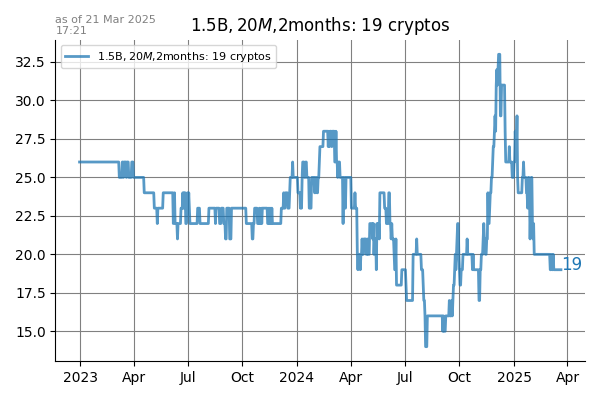 as of 21 Mar 2025
17:21
1.5B, 20M,2months: 19 cryptos
1.5B, 20M,2months: 19 cryptos
32.5
30.0
27.5
25.0
22.5
20.0
17.5
15.0
19
2023
Apr
Jul
Oct
2024
Apr
Jul
Oct
2025
Apr